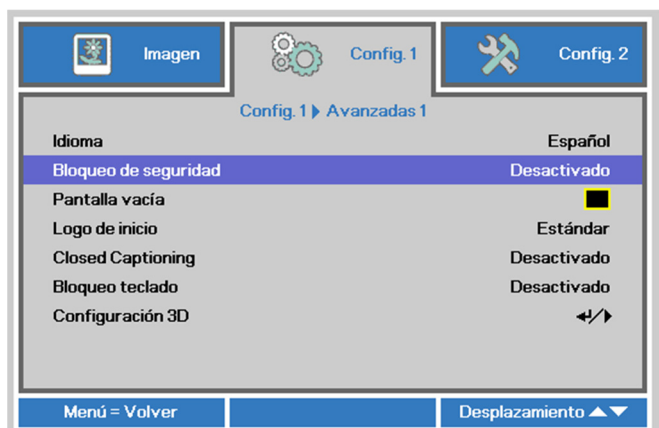 Imagen
Config. 1
Config. 2
Config. 1 Avanzadas 1
Idioma Español
Bloqueo de seguridad Desactivado
Pantalla vacía
Logo de inicio Estándar
Closed Captioning Desactivado
Bloqueo teclado Desactivado
Configuración 3D ↵/▶
Menú = Volver Desplazamiento ▲▼